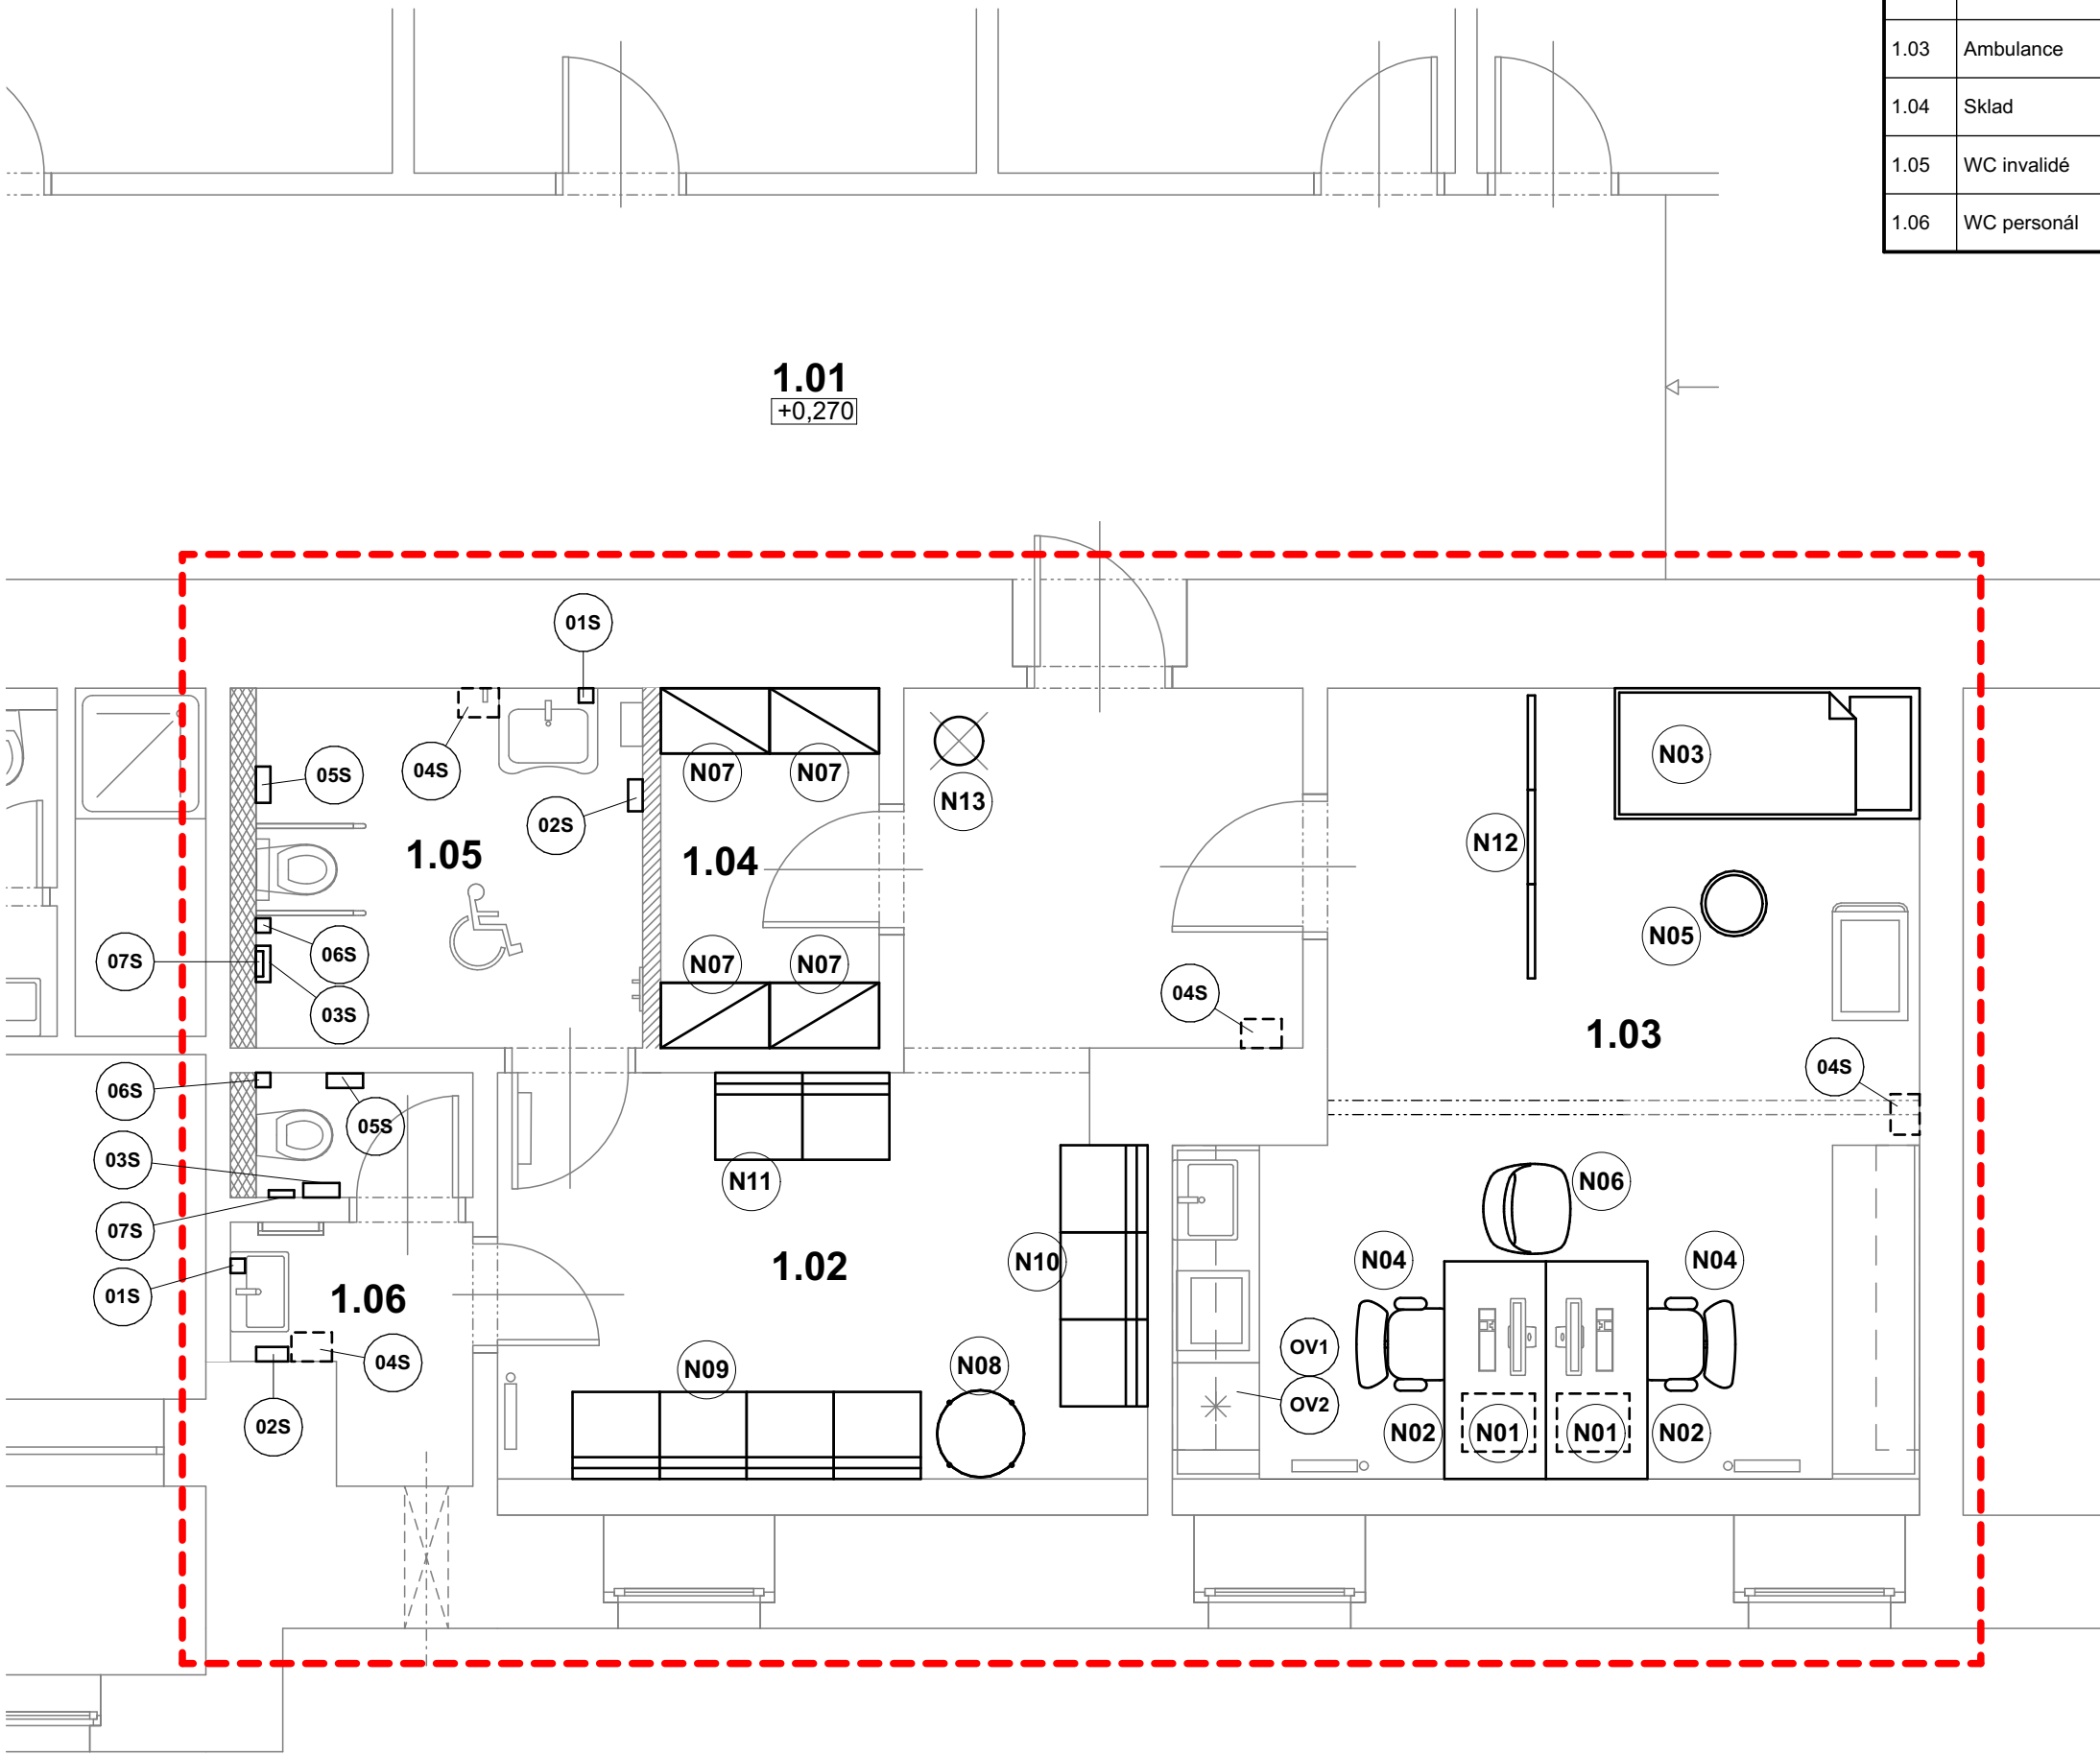 1.03 Ambulance
1.04 Sklad
1.05 WC invalidé
1.06 WC personál
1.01
+0,270
01S
05S
04S
02S
N07
N07
N13
N03
N12
1.05
1.04
N05
07S
06S
03S
N07
N07
04S
1.03
04S
06S
05S
03S
07S
01S
1.06
04S
02S
N11
1.02
N10
N09
N08
N06
N04
N04
OV1
OV2
N02
N01
N01
N02